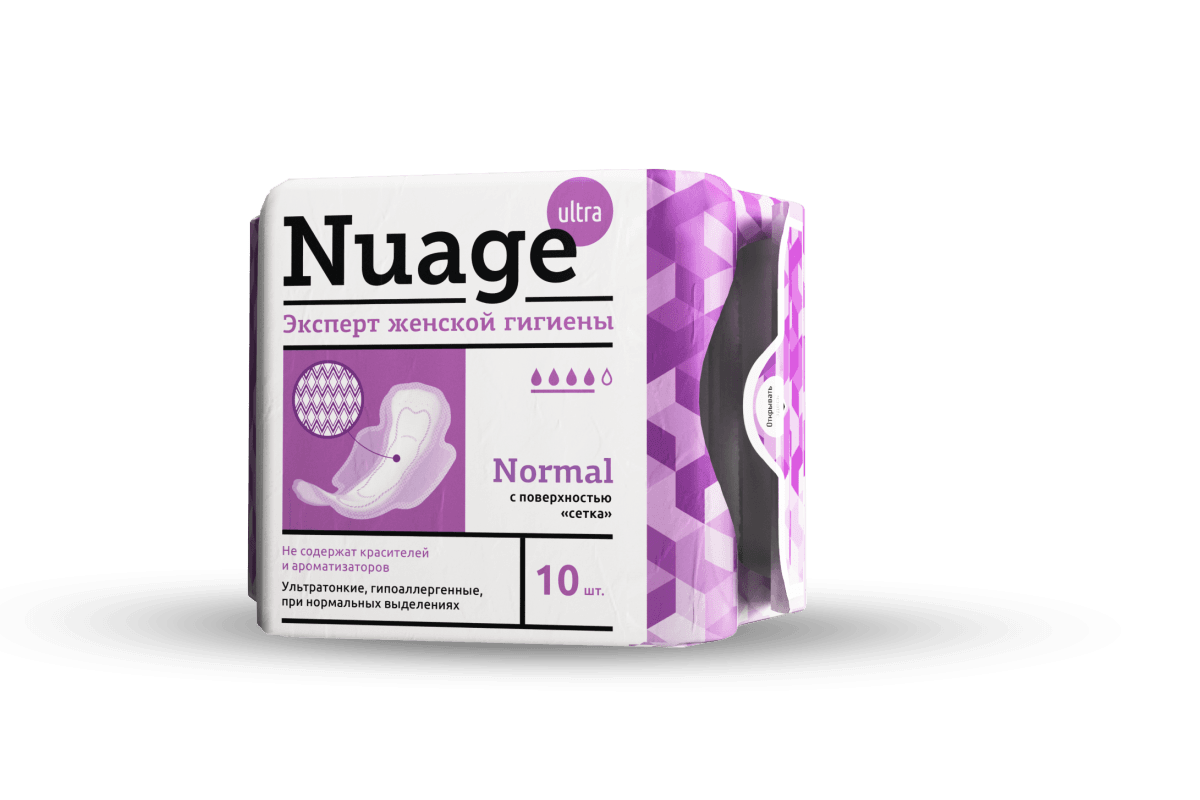 ultra
Nuage
Эксперт женской гигиены
Normal
с поверхностью
«сетка»
Не содержат красителей
и ароматизаторов
Ультратонкие, гипоаллергенные,
при нормальных выделениях
10 шт.
Открывать